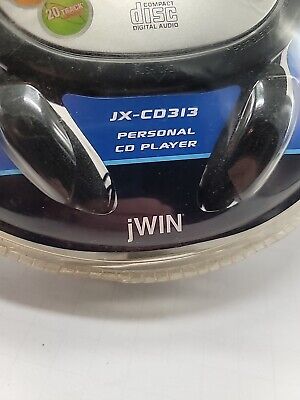 20 TRACK
COMPACT
disc
DIGITAL AUDIO
JX-CD313
PERSONAL
CD PLAYER
jWIN